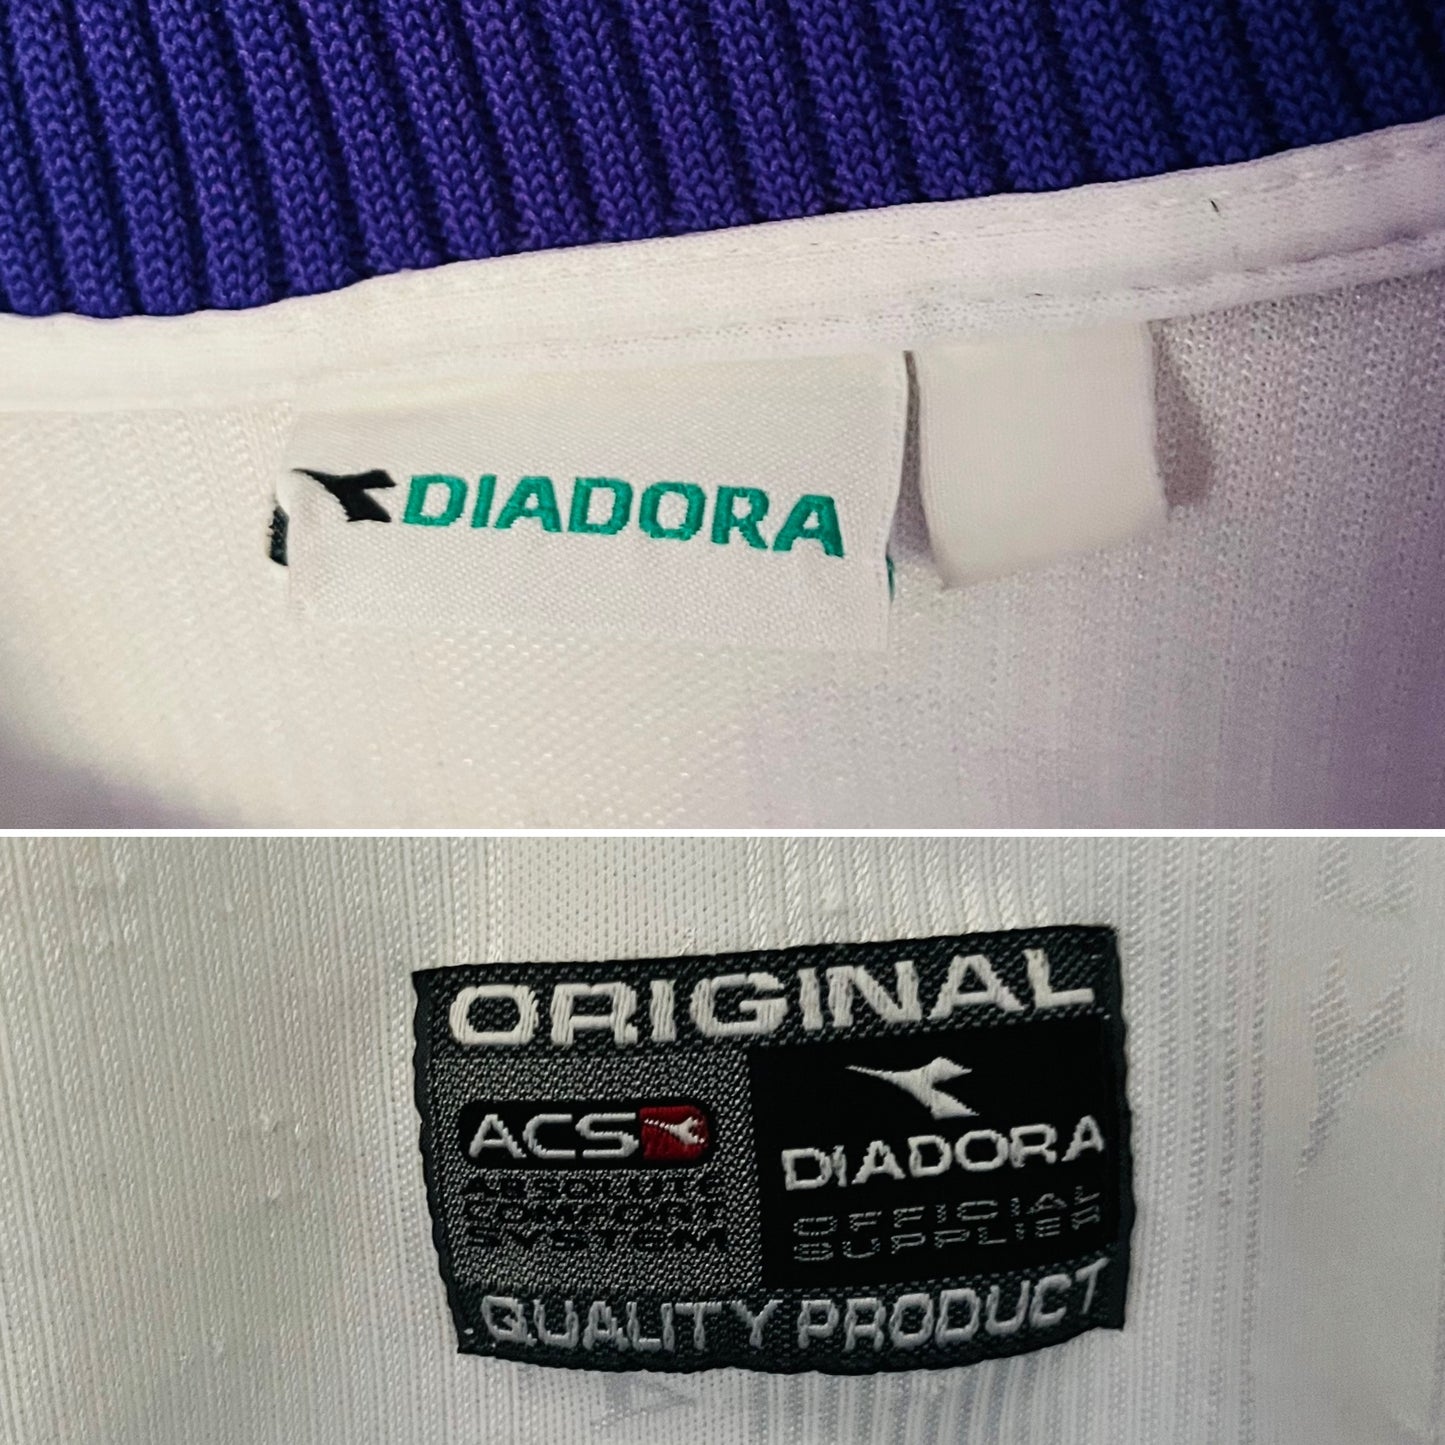 DIADORA
ORIGINAL
ACS
ABSOLUTE
COMFORT
SYSTEM
DIADORA
OFFICIAL
SUPPLIER
QUALITY PRODUCT